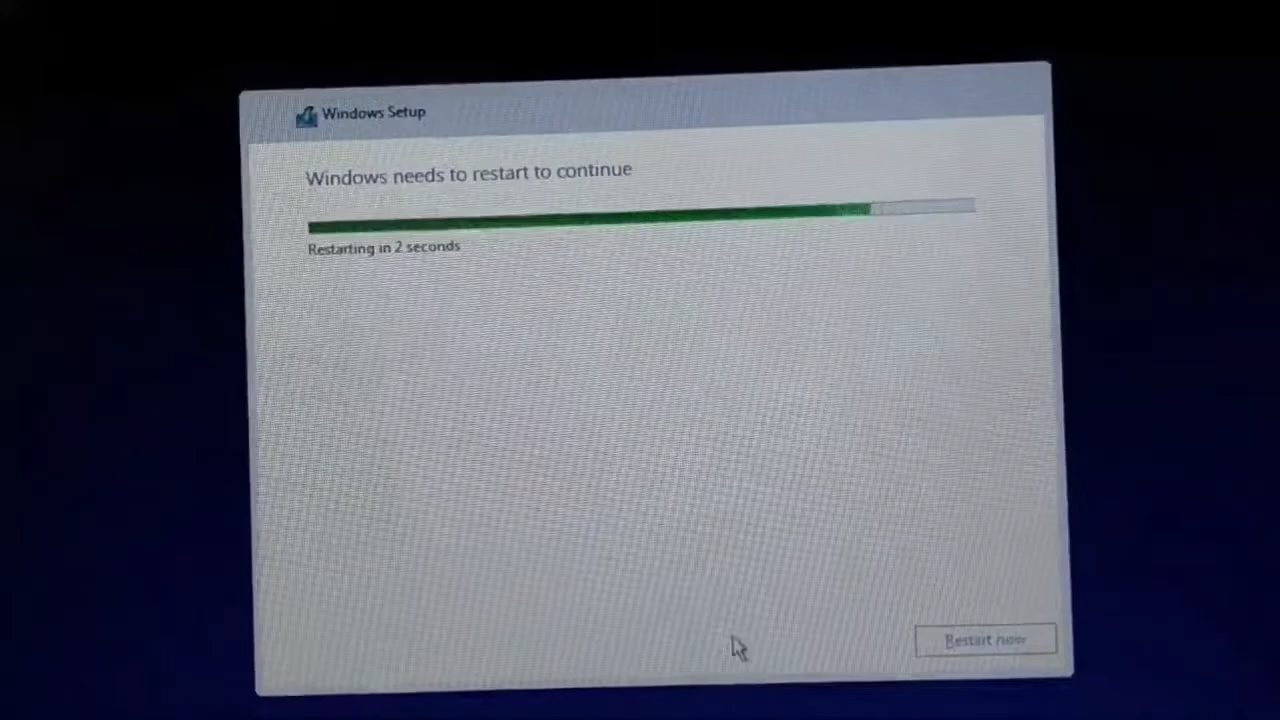 Windows Setup
Windows needs to restart to continue
Restarting in 2 seconds
Restart now